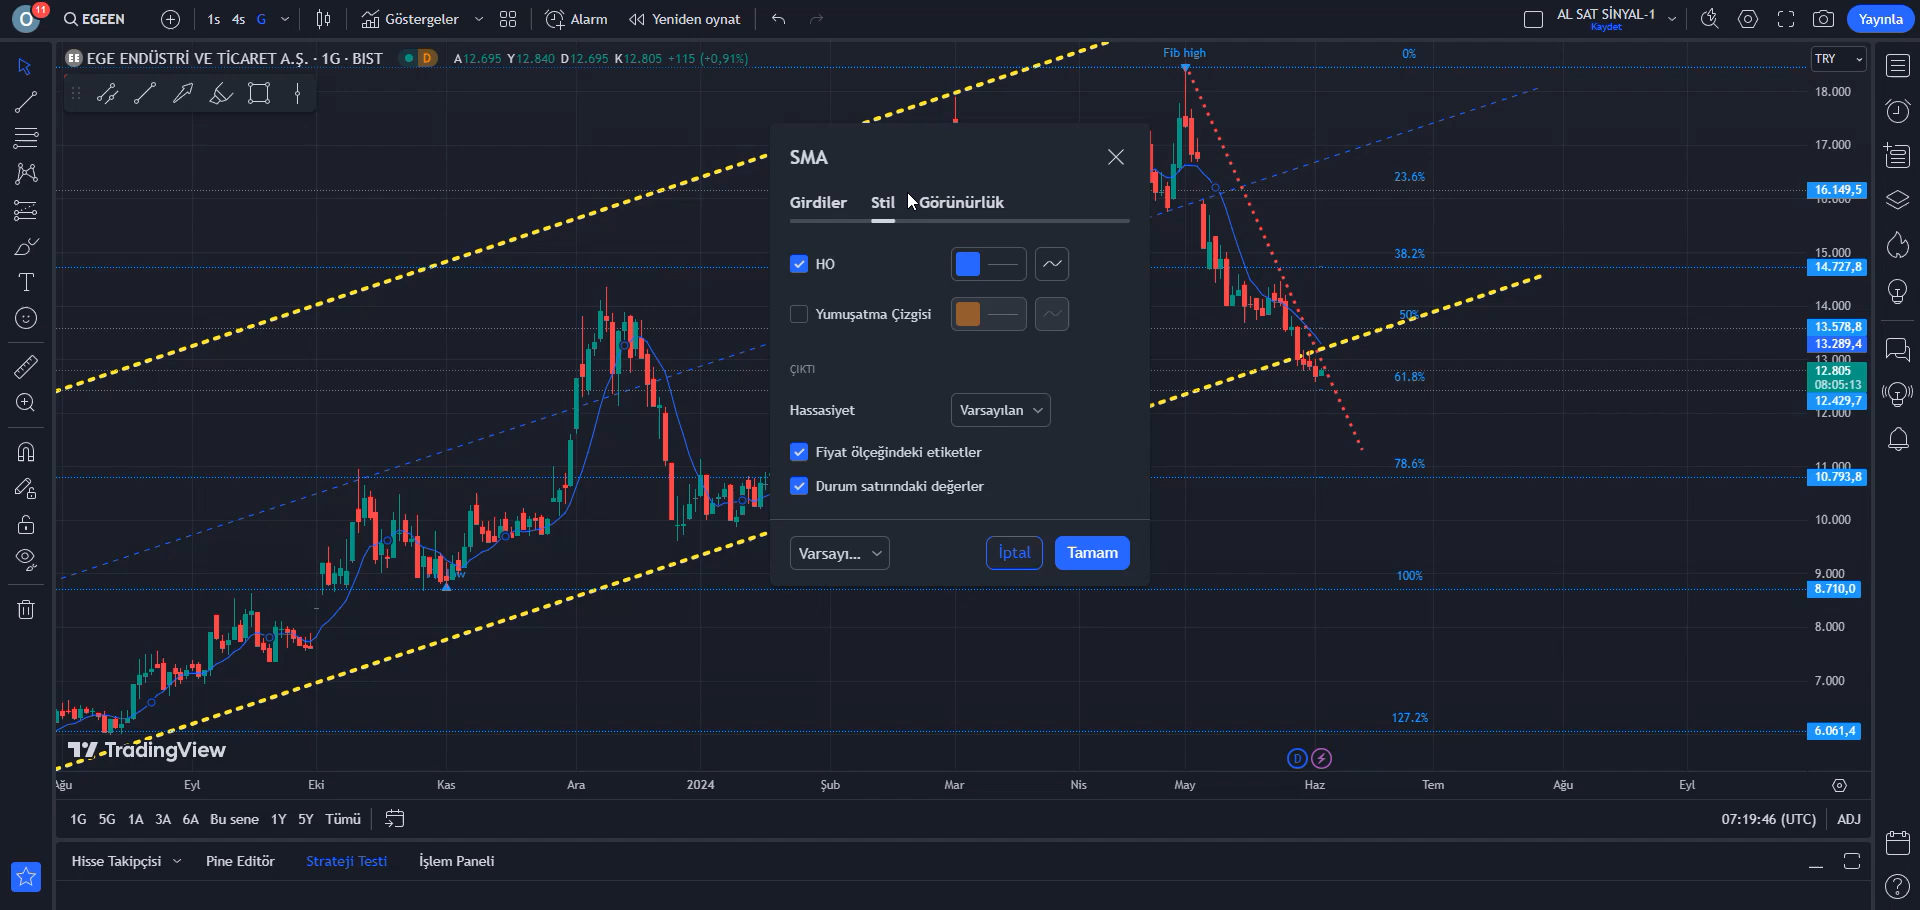 O 11 EGEEN 1s 4s G Göstergeler Alarm Yeniden oynat AL SAT SİNYAL-1 Kaydet Yayınla
EE EGE ENDÜSTRİ VE TİCARET A.Ş. · 1G · BIST D A12.695 Y12.840 D12.695 K12.805 +115 (+0,91%)
Fib high
0%
TRY
18.000
17.000
23.6%
16.149,5
16.000
15.000
38.2%
14.727,8
14.000
50%
13.578,8
13.289,4
13.000
12.805
08:05:13
61.8%
12.429,7
12.000
78.6%
11.000
10.793,8
10.000
100%
9.000
8.710,0
8.000
7.000
127.2%
6.061,4
SMA
Girdiler Stil Görünürlük
HO
Yumuşatma Çizgisi
ÇIKTI
Hassasiyet Varsayılan
Fiyat ölçeğindeki etiketler
Durum satırındaki değerler
Varsayı... İptal Tamam
TradingView
D
Ağu Eyl Eki Kas Ara 2024 Şub Mar Nis May Haz Tem Ağu Eyl
1G 5G 1A 3A 6A Bu sene 1Y 5Y Tümü 07:19:46 (UTC) ADJ
Hisse Takipçisi Pine Editör Strateji Testi İşlem Paneli